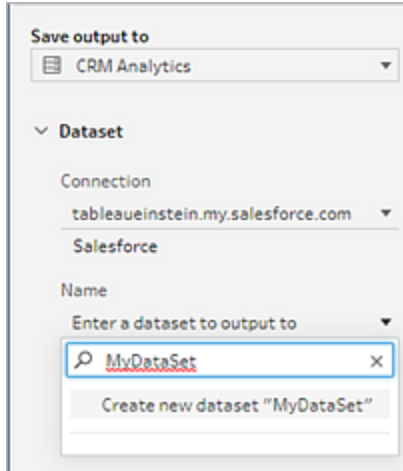 Save output to
CRM Analytics
Dataset
Connection
tableaueinstein.my.salesforce.com
Salesforce
Name
Enter a dataset to output to
MyDataSet
Create new dataset "MyDataSet"